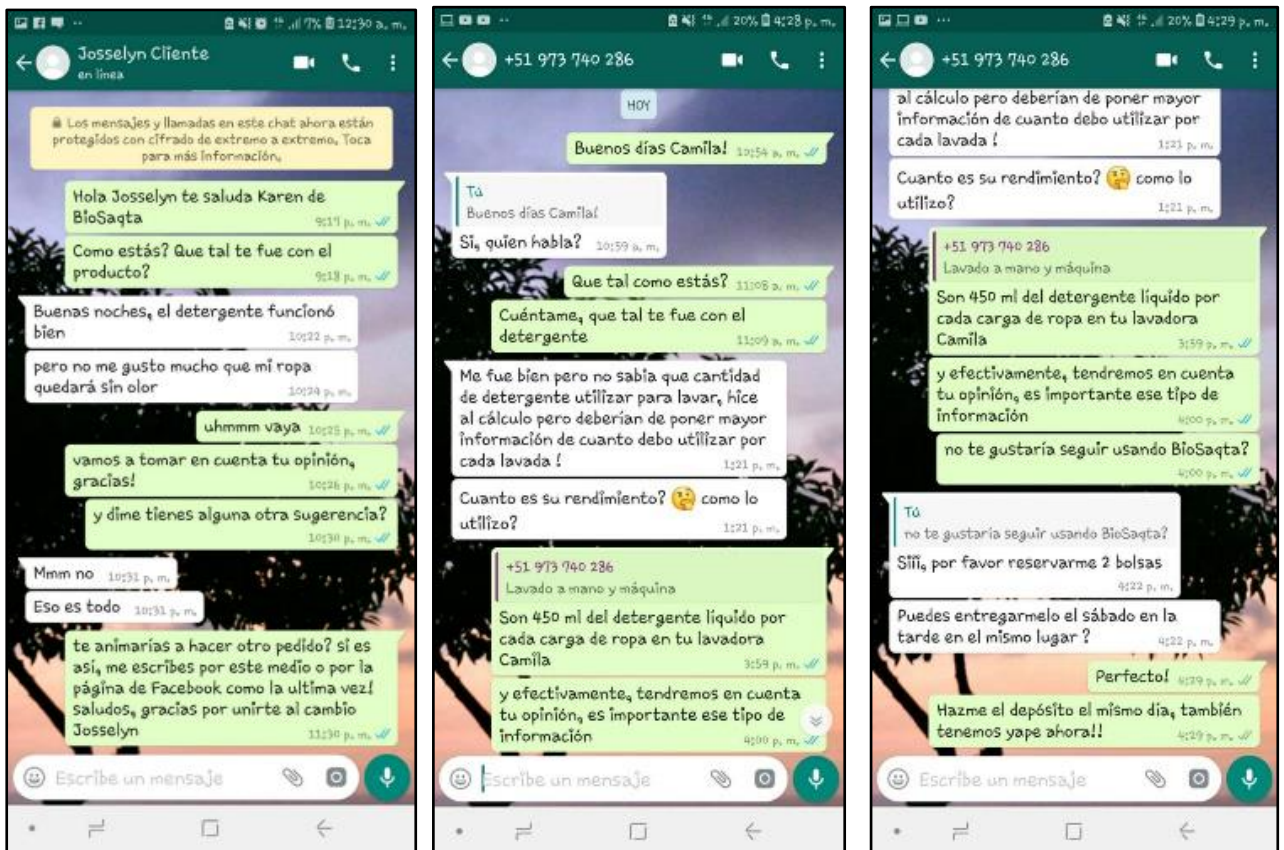 7% 12:30 a. m.
Josselyn Cliente
en línea
Los mensajes y llamadas en este chat ahora están
protegidos con cifrado de extremo a extremo. Toca
para más información.
Hola Josselyn te saluda Karen de
BioSaqta
9:17 p. m.
Como estás? Que tal te fue con el
producto?
9:18 p. m.
Buenas noches, el detergente funcionó
bien
10:22 p. m.
pero no me gusto mucho que mi ropa
quedará sin olor
10:24 p. m.
uhmmm vaya 10:25 p. m.
vamos a tomar en cuenta tu opinión,
gracias!
10:26 p. m.
y dime tienes alguna otra sugerencia?
10:30 p. m.
Mmm no 10:31 p. m.
Eso es todo 10:31 p. m.
te animarías a hacer otro pedido? si es
así, me escribes por este medio o por la
página de Facebook como la ultima vez!
saludos, gracias por unirte al cambio
Josselyn
11:30 p. m.
Escribe un mensaje
20% 4:28 p. m.
+51 973 740 286
HOY
Buenos días Camila! 10:54 a. m.
Tú
Buenos días Camila!
Si, quien habla? 10:59 a. m.
Que tal como estás? 11:08 a. m.
Cuéntame, que tal te fue con el
detergente
11:09 a. m.
Me fue bien pero no sabia que cantidad
de detergente utilizar para lavar, hice
al cálculo pero deberían de poner mayor
información de cuanto debo utilizar por
cada lavada !
1:21 p. m.
Cuanto es su rendimiento? 🤔 como lo
utilizo?
1:21 p. m.
+51 973 740 286
Lavado a mano y máquina
Son 450 ml del detergente líquido por
cada carga de ropa en tu lavadora
Camila
3:59 p. m.
y efectivamente, tendremos en cuenta
tu opinión, es importante ese tipo de
información
4:00 p. m.
Escribe un mensaje
20% 4:29 p. m.
+51 973 740 286
al cálculo pero deberían de poner mayor
información de cuanto debo utilizar por
cada lavada !
1:21 p. m.
Cuanto es su rendimiento? 🤔 como lo
utilizo?
1:21 p. m.
+51 973 740 286
Lavado a mano y máquina
Son 450 ml del detergente líquido por
cada carga de ropa en tu lavadora
Camila
3:59 p. m.
y efectivamente, tendremos en cuenta
tu opinión, es importante ese tipo de
información
4:00 p. m.
no te gustaría seguir usando BioSaqta?
4:00 p. m.
Tú
no te gustaría seguir usando BioSaqta?
Siii, por favor reservarme 2 bolsas
4:22 p. m.
Puedes entregarmelo el sábado en la
tarde en el mismo lugar ?
4:22 p. m.
Perfecto! 4:29 p. m.
Hazme el depósito el mismo día, también
tenemos yape ahora!!
4:29 p. m.
Escribe un mensaje